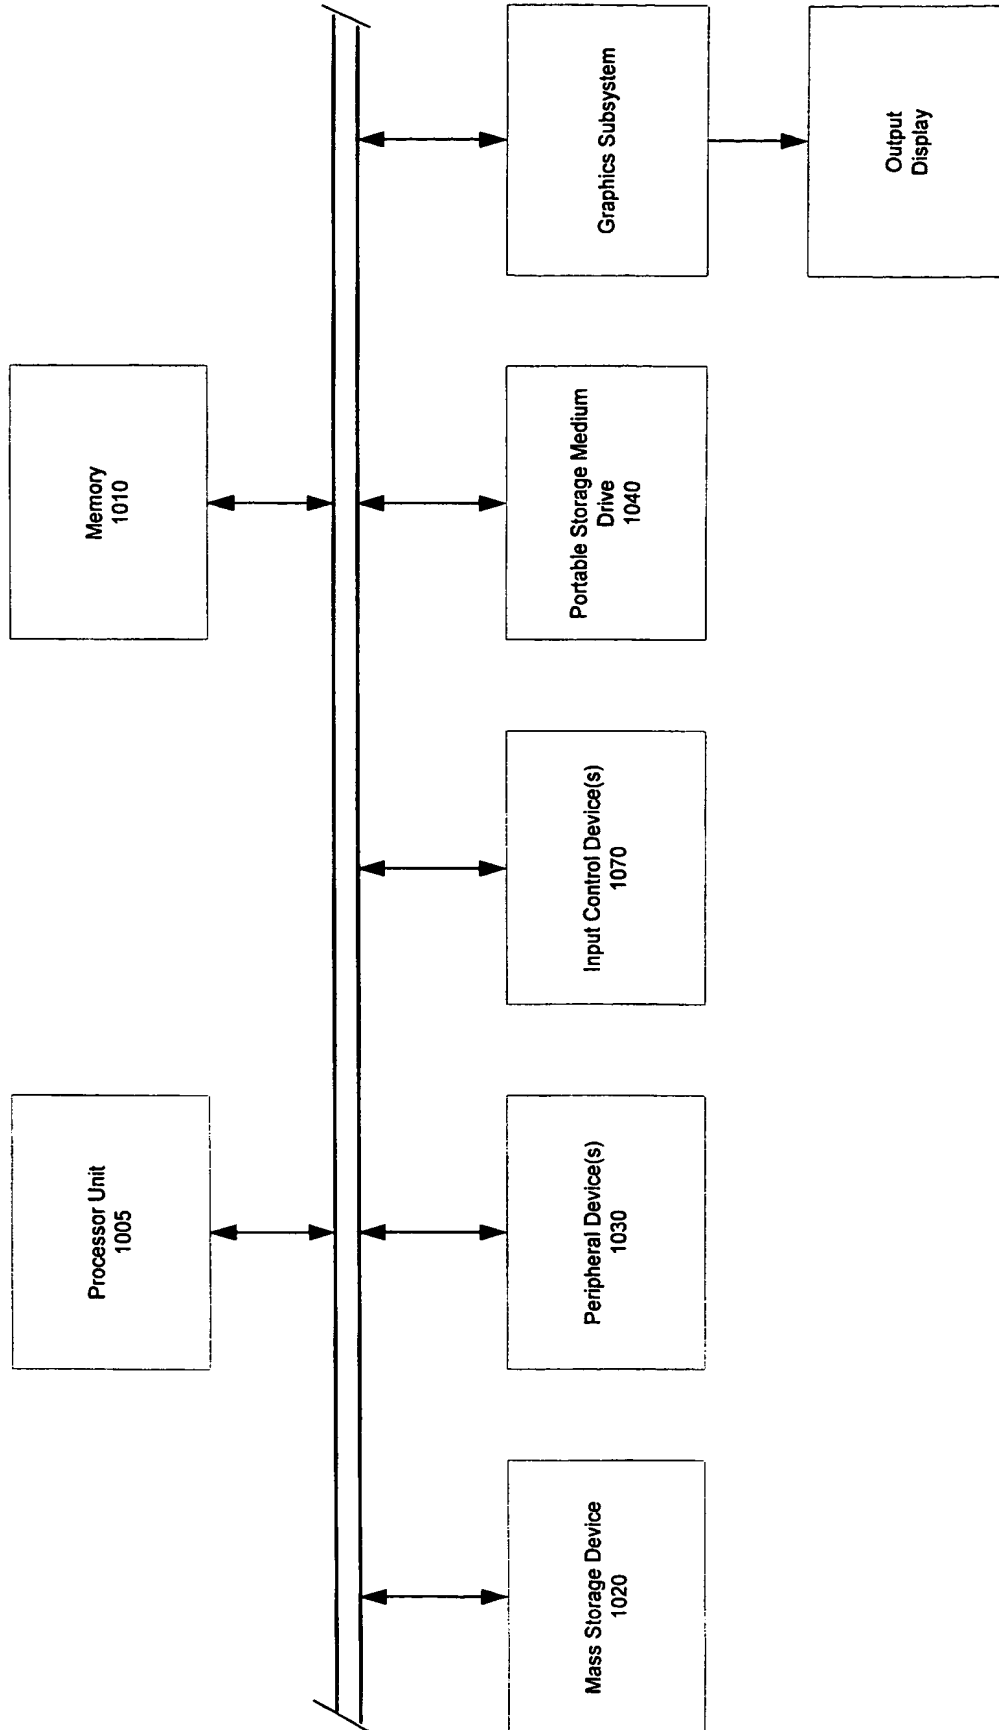 Processor Unit
1005
Memory
1010
Mass Storage Device
1020
Peripheral Device(s)
1030
Input Control Device(s)
1070
Portable Storage Medium
Drive
1040
Graphics Subsystem
Output
Display